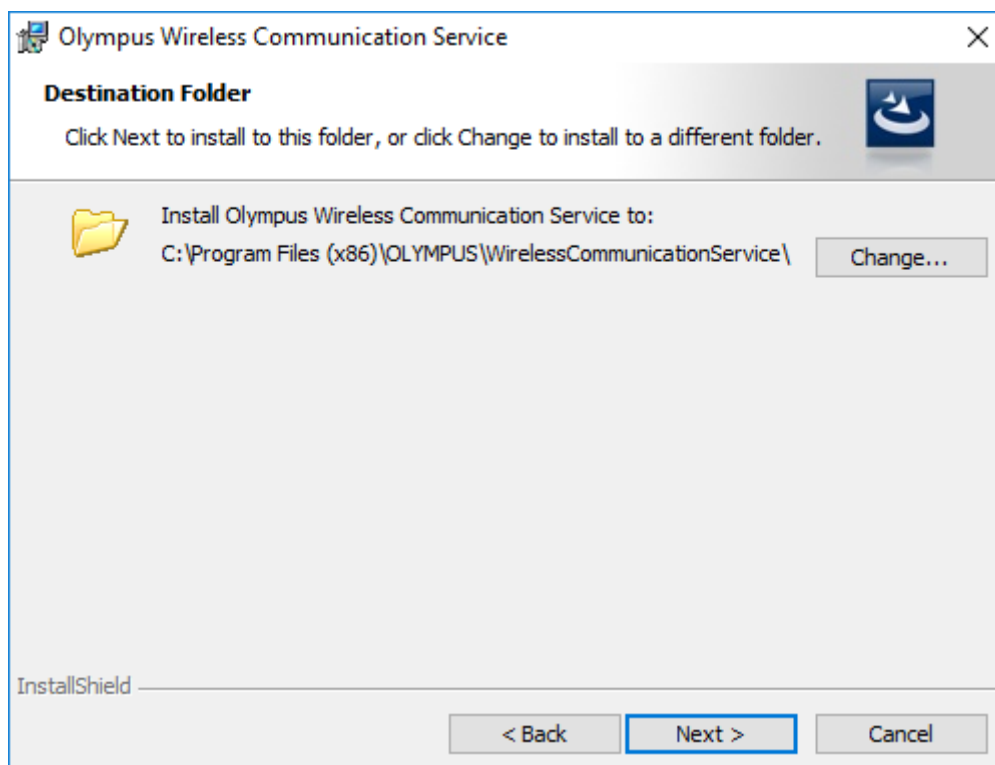 Olympus Wireless Communication Service
Destination Folder
Click Next to install to this folder, or click Change to install to a different folder.
Install Olympus Wireless Communication Service to:
C:\Program Files (x86)\OLYMPUS\WirelessCommunicationService\
Change...
InstallShield
< Back
Next >
Cancel